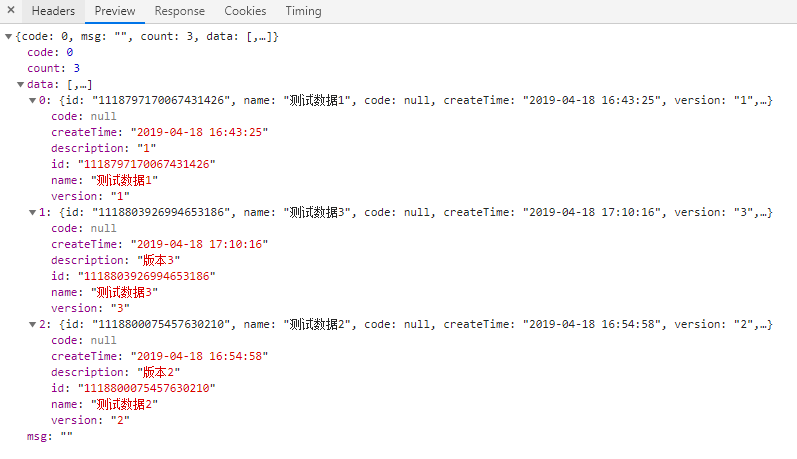 × Headers Preview Response Cookies Timing
▼{code: 0, msg: "", count: 3, data: [,…]}
code: 0
count: 3
▼data: [,…]
▼0: {id: "1118797170067431426", name: "测试数据1", code: null, createTime: "2019-04-18 16:43:25", version: "1",…}
code: null
createTime: "2019-04-18 16:43:25"
description: "1"
id: "1118797170067431426"
name: "测试数据1"
version: "1"
▼1: {id: "1118803926994653186", name: "测试数据3", code: null, createTime: "2019-04-18 17:10:16", version: "3",…}
code: null
createTime: "2019-04-18 17:10:16"
description: "版本3"
id: "1118803926994653186"
name: "测试数据3"
version: "3"
▼2: {id: "1118800075457630210", name: "测试数据2", code: null, createTime: "2019-04-18 16:54:58", version: "2",…}
code: null
createTime: "2019-04-18 16:54:58"
description: "版本2"
id: "1118800075457630210"
name: "测试数据2"
version: "2"
msg: ""